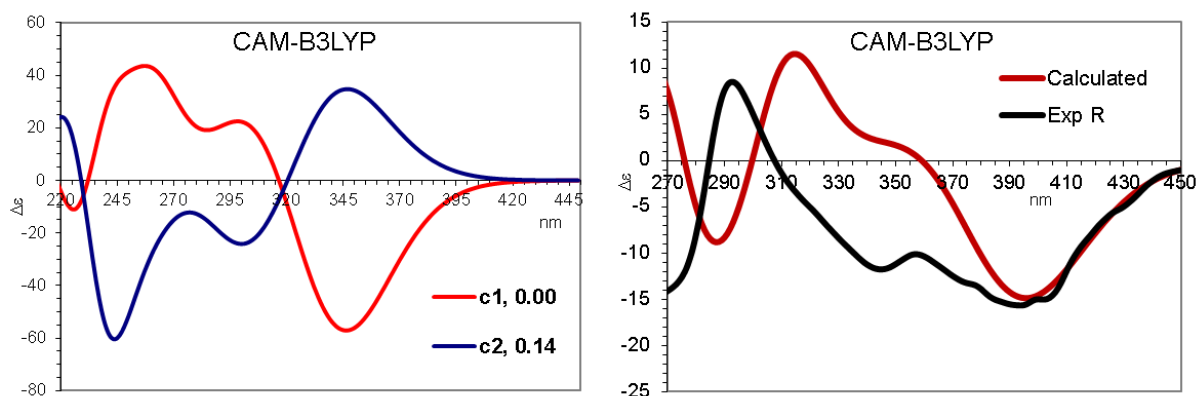 CAM-B3LYP
60
40
20
0
-20
-40
-60
-80
Δε
220 245 270 295 320 345 370 395 420 445
nm
c1, 0.00
c2, 0.14
CAM-B3LYP
15
10
5
0
-5
-10
-15
-20
-25
Δε
Calculated
Exp R
270 290 310 330 350 370 390 410 430 450
nm